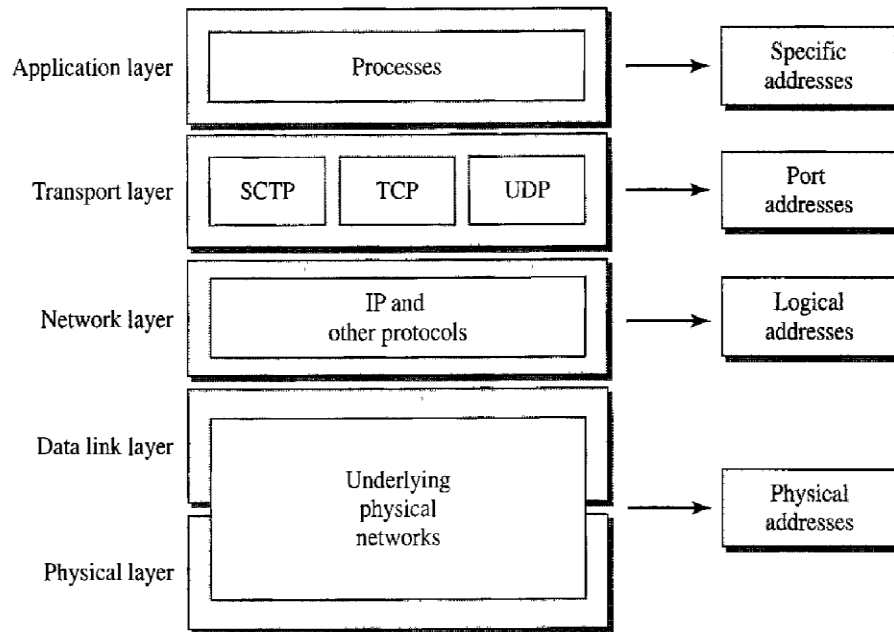 Application layer
Processes
Specific
addresses
Transport layer
SCTP
TCP
UDP
Port
addresses
Network layer
IP and
other protocols
Logical
addresses
Data link layer
Underlying
physical
networks
Physical
addresses
Physical layer